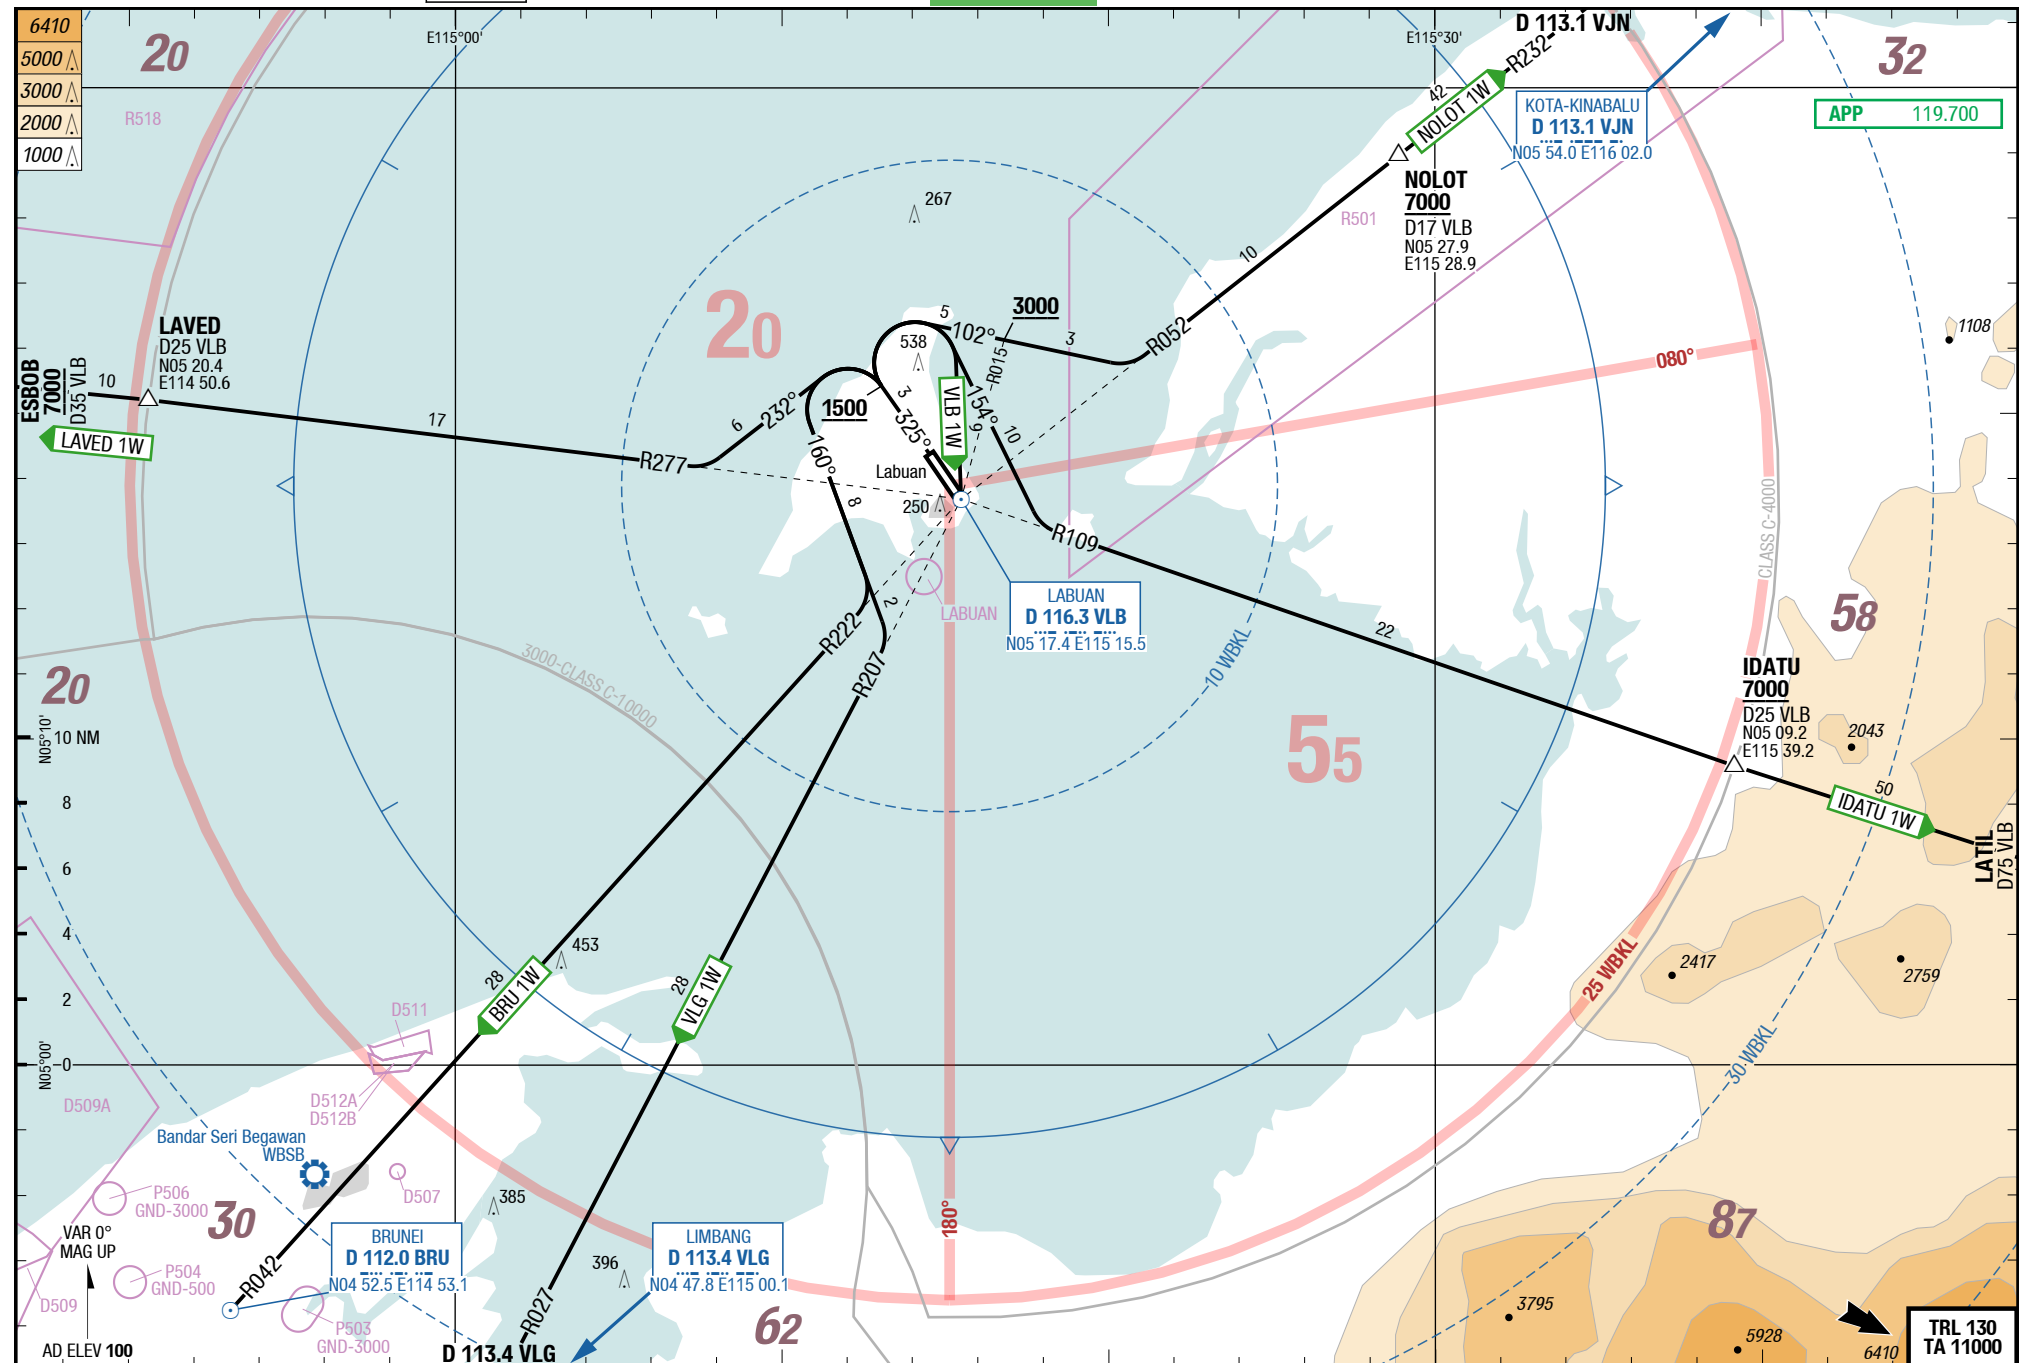 6410
5000
3000
2000
1000
20
R518
E115°00'
E115°30'
D 113.1 VJN
R232
42
NOLOT 1W
KOTA-KINABALU
D 113.1 VJN
N05 54.0 E116 02.0
32
APP 119.700
NOLOT
7000
D17 VLB
N05 27.9
E115 28.9
R501
10
267
20
3000
5
102°
3
R052
R015
538
1108
080°
LAVED
D25 VLB
N05 20.4
E114 50.6
ESBOB
7000
D35 VLB
10
LAVED 1W
17
R277
6
232°
1500
3
325°
VLB 1W
154°
9
10
160°
8
Labuan
250
R109
CLASS C-4000
LABUAN
LABUAN
D 116.3 VLB
N05 17.4 E115 15.5
2
R222
R207
10 WBKL
22
58
IDATU
7000
D25 VLB
N05 09.2
E115 39.2
2043
50
IDATU 1W
LATIL
D75 VLB
3000-CLASS C-10000
20
N05°10'
10 NM
8
6
4
2
0
N05°00'
55
453
28
BRU 1W
28
VLG 1W
2417
2759
25 WBKL
30 WBKL
D511
D512A
D512B
D509A
Bandar Seri Begawan
WBSB
P506
GND-3000
D507
30
385
VAR 0°
MAG UP
P504
GND-500
D509
R042
BRUNEI
D 112.0 BRU
N04 52.5 E114 53.1
P503
GND-3000
396
R027
LIMBANG
D 113.4 VLG
N04 47.8 E115 00.1
D 113.4 VLG
180°
62
87
3795
5928
6410
AD ELEV 100
TRL 130
TA 11000